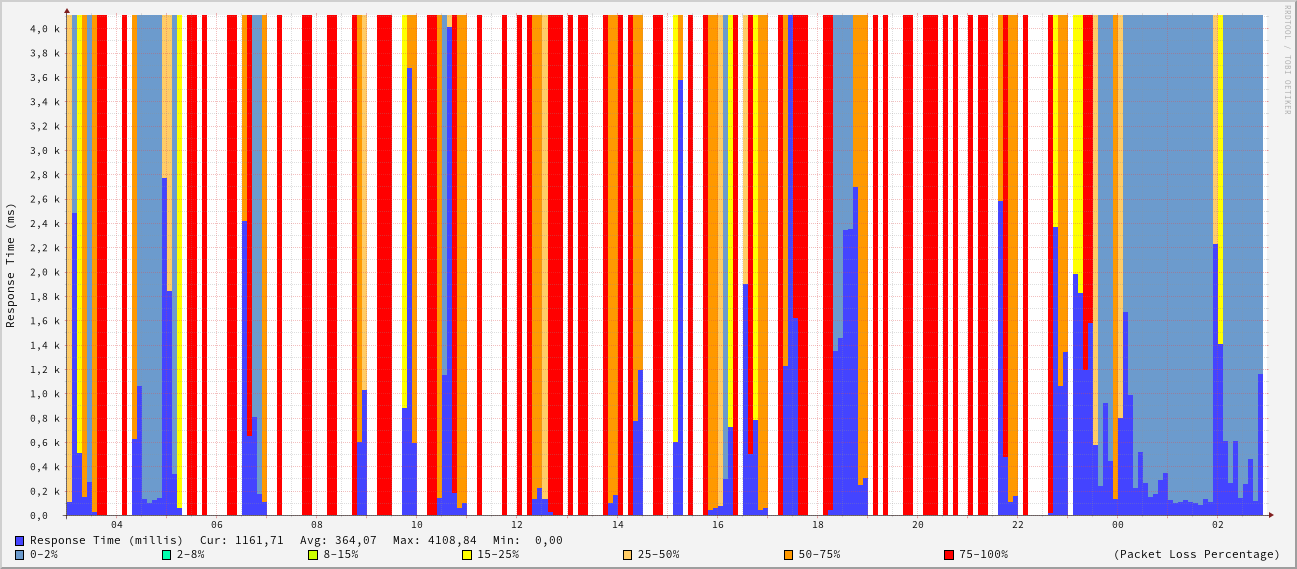 RRDTOOL / TOBI OETIKER
Response Time (ms)
4,0 k
3,8 k
3,6 k
3,4 k
3,2 k
3,0 k
2,8 k
2,6 k
2,4 k
2,2 k
2,0 k
1,8 k
1,6 k
1,4 k
1,2 k
1,0 k
0,8 k
0,6 k
0,4 k
0,2 k
0,0
04 06 08 10 12 14 16 18 20 22 00 02
Response Time (millis) Cur: 1161,71 Avg: 364,07 Max: 4108,84 Min: 0,00
0-2% 2-8% 8-15% 15-25% 25-50% 50-75% 75-100% (Packet Loss Percentage)